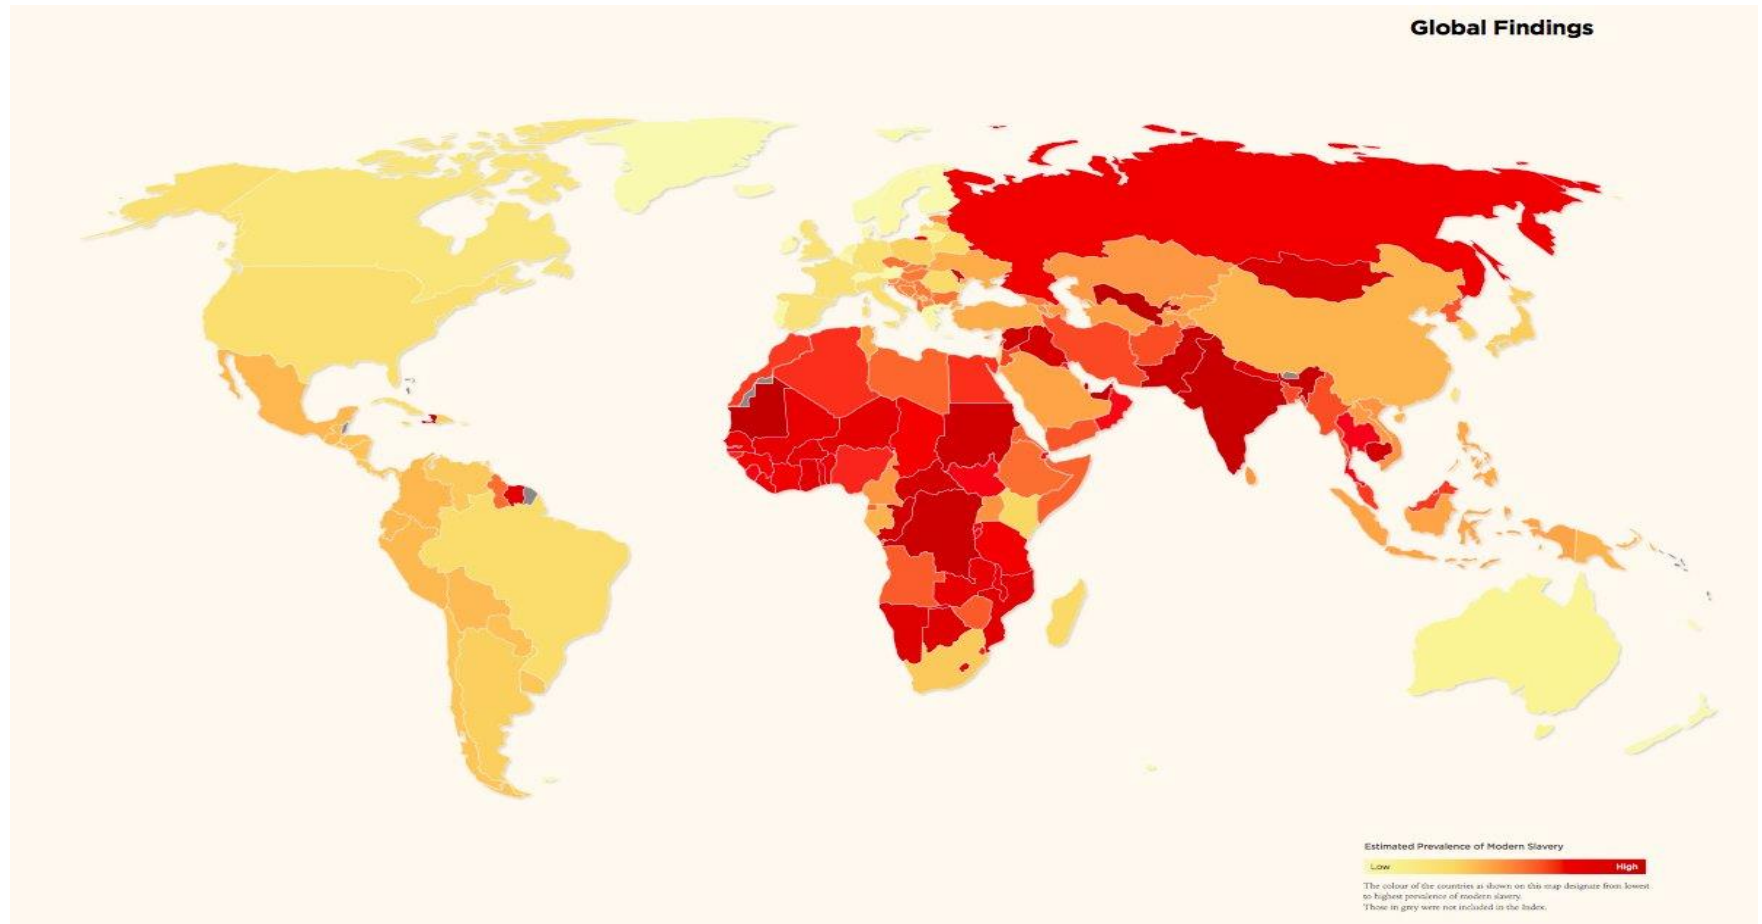 Global Findings
Estimated Prevalence of Modern Slavery
Low
High
The colour of the countries as shown on this map designate from lowest
to highest prevalence of modern slavery.
Those in grey were not included in the Index.